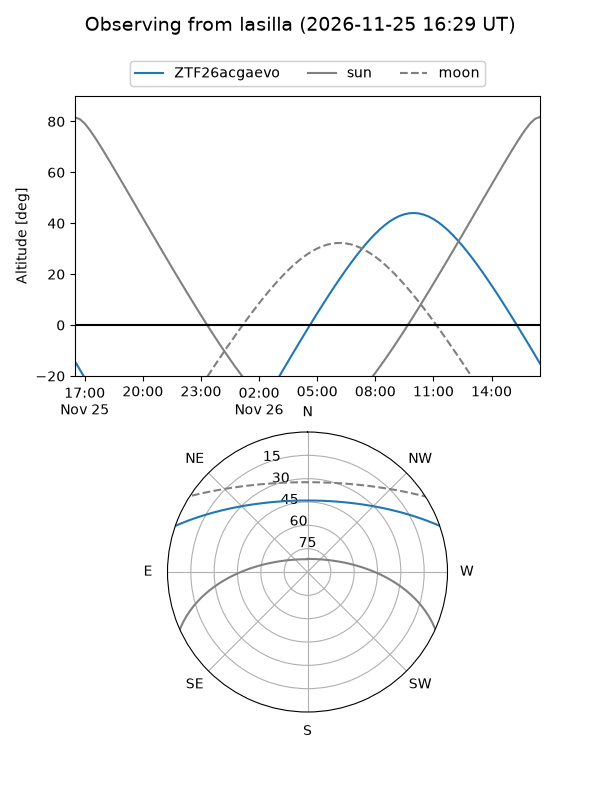 Observing from lasilla (2026-11-25 16:29 UT)
ZTF26acgaevo sun moon
Altitude [deg]
80
60
40
20
0
−20
17:00 20:00 23:00 02:00 05:00 08:00 11:00 14:00
Nov 25 Nov 26
N
NE NW
15
30
45
60
75
E W
SE SW
S